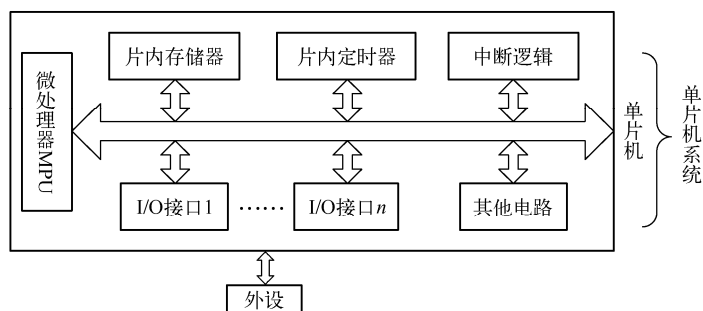 片内存储器
片内定时器
中断逻辑
微处理器MPU
单片机
单片机系统
I/O接口1
……
I/O接口n
其他电路
外设